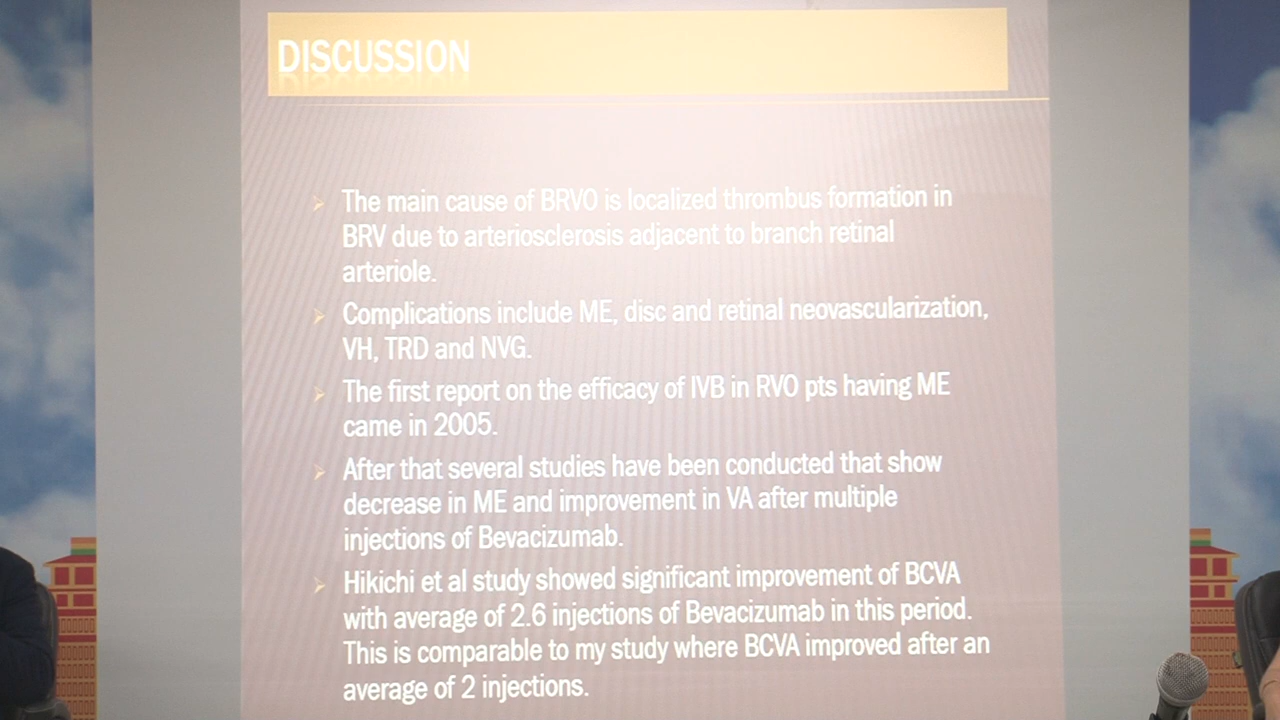 DISCUSSION
The main cause of BRVO is localized thrombus formation in
BRV due to arteriosclerosis adjacent to branch retinal
arteriole.
Complications include ME, disc and retinal neovascularization,
VH, TRD and NVG.
The first report on the efficacy of IVB in RVO pts having ME
came in 2005.
After that several studies have been conducted that show
decrease in ME and improvement in VA after multiple
injections of Bevacizumab.
Hikichi et al study showed significant improvement of BCVA
with average of 2.6 injections of Bevacizumab in this period.
This is comparable to my study where BCVA improved after an
average of 2 injections.